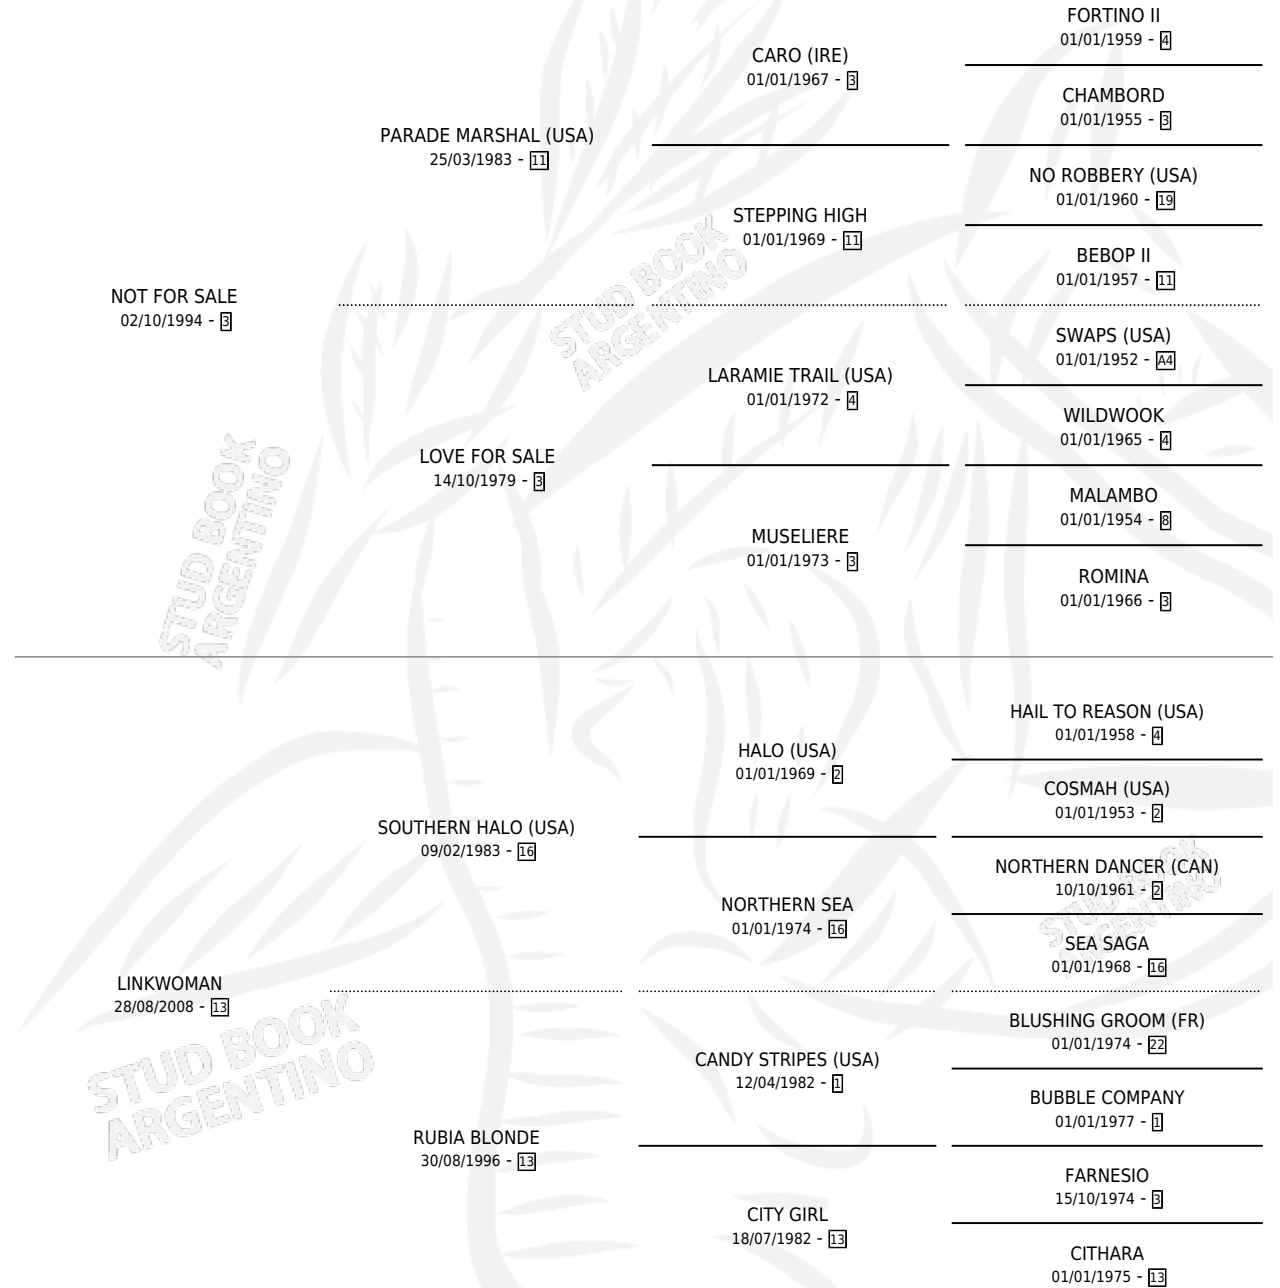 FORTINO II
01/01/1959 - 4
CARO (IRE)
01/01/1967 - 3
CHAMBORD
01/01/1955 - 3
PARADE MARSHAL (USA)
25/03/1983 - 11
NO ROBBERY (USA)
01/01/1960 - 19
STEPPING HIGH
01/01/1969 - 11
BEBOP II
01/01/1957 - 11
NOT FOR SALE
02/10/1994 - 3
SWAPS (USA)
01/01/1952 - A4
LARAMIE TRAIL (USA)
01/01/1972 - 4
WILDWOOK
01/01/1965 - 4
LOVE FOR SALE
14/10/1979 - 3
MALAMBO
01/01/1954 - 8
MUSELIERE
01/01/1973 - 3
ROMINA
01/01/1966 - 3
STUD BOOK
ARGENTINO
STUD BOOK
ARGENTINO
HAIL TO REASON (USA)
01/01/1958 - 4
HALO (USA)
01/01/1969 - 2
COSMAH (USA)
01/01/1953 - 2
SOUTHERN HALO (USA)
09/02/1983 - 16
NORTHERN DANCER (CAN)
10/10/1961 - 2
NORTHERN SEA
01/01/1974 - 16
SEA SAGA
01/01/1968 - 16
STUD BOOK
ARGENTINO
LINKWOMAN
28/08/2008 - 13
BLUSHING GROOM (FR)
01/01/1974 - 22
CANDY STRIPES (USA)
12/04/1982 - 1
BUBBLE COMPANY
01/01/1977 - 1
STUD BOOK
ARGENTINO
RUBIA BLONDE
30/08/1996 - 13
FARNESIO
15/10/1974 - 3
CITY GIRL
18/07/1982 - 13
CITHARA
01/01/1975 - 13